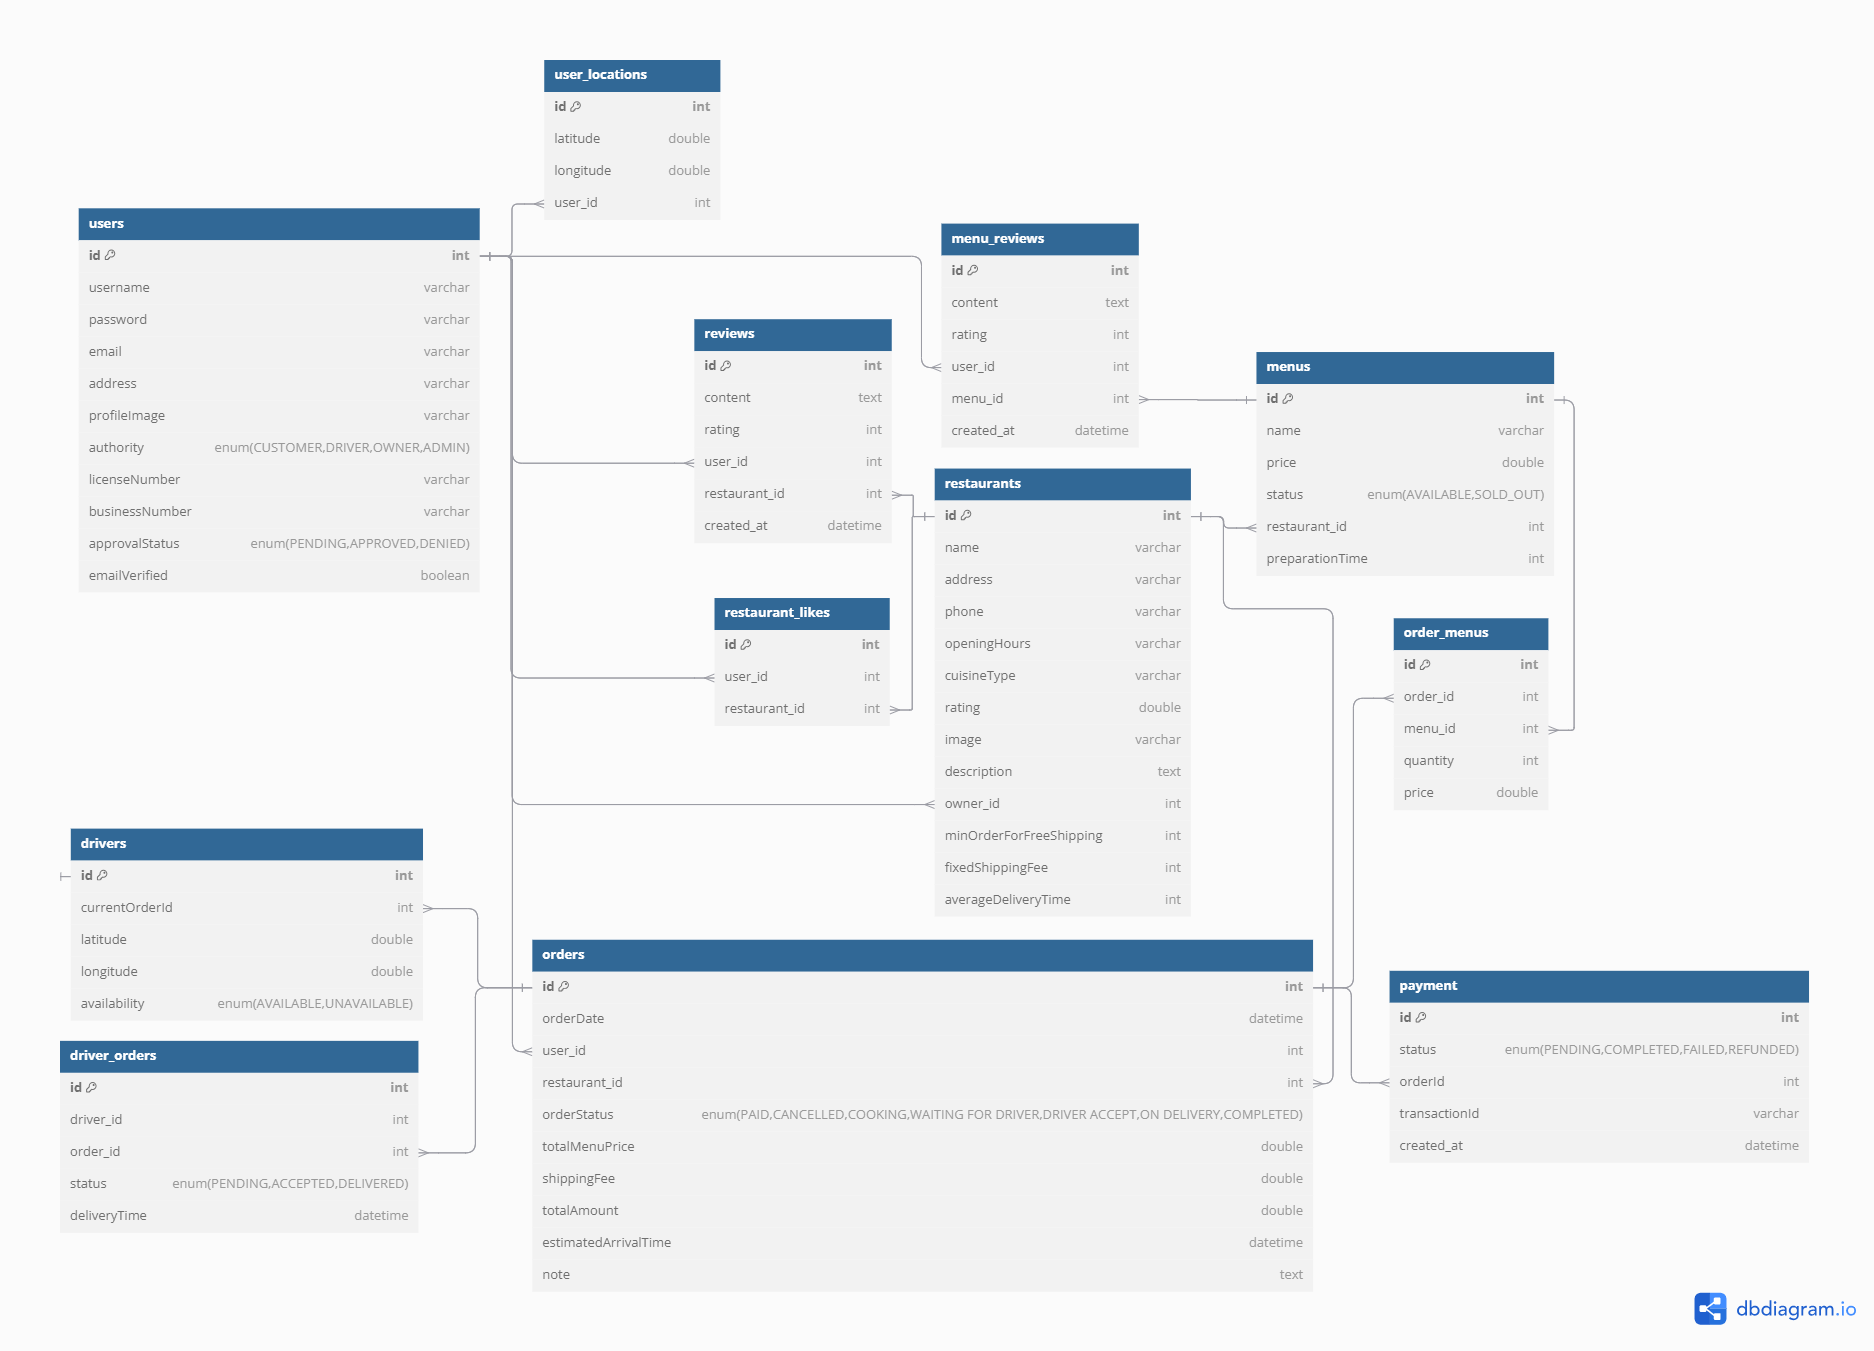 user_locations
id int
latitude double
longitude double
user_id int
users
id int
username varchar
password varchar
email varchar
address varchar
profileImage varchar
authority enum(CUSTOMER,DRIVER,OWNER,ADMIN)
licenseNumber varchar
businessNumber varchar
approvalStatus enum(PENDING,APPROVED,DENIED)
emailVerified boolean
menu_reviews
id int
content text
rating int
user_id int
menu_id int
created_at datetime
reviews
id int
content text
rating int
user_id int
restaurant_id int
created_at datetime
menus
id int
name varchar
price double
status enum(AVAILABLE,SOLD_OUT)
restaurant_id int
preparationTime int
restaurants
id int
name varchar
address varchar
phone varchar
openingHours varchar
cuisineType varchar
rating double
image varchar
description text
owner_id int
minOrderForFreeShipping int
fixedShippingFee int
averageDeliveryTime int
restaurant_likes
id int
user_id int
restaurant_id int
order_menus
id int
order_id int
menu_id int
quantity int
price double
drivers
id int
currentOrderId int
latitude double
longitude double
availability enum(AVAILABLE,UNAVAILABLE)
orders
id int
orderDate datetime
user_id int
restaurant_id int
orderStatus enum(PAID,CANCELLED,COOKING,WAITING FOR DRIVER,DRIVER ACCEPT,ON DELIVERY,COMPLETED)
totalMenuPrice double
shippingFee double
totalAmount double
estimatedArrivalTime datetime
note text
payment
id int
status enum(PENDING,COMPLETED,FAILED,REFUNDED)
orderId int
transactionId varchar
created_at datetime
driver_orders
id int
driver_id int
order_id int
status enum(PENDING,ACCEPTED,DELIVERED)
deliveryTime datetime
dbdiagram.io